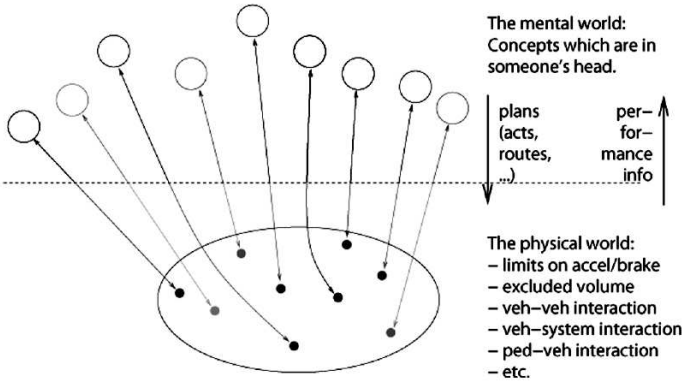 The mental world:
Concepts which are in
someone's head.
plans per−
(acts, for−
routes, mance
...) info
The physical world:
− limits on accel/brake
− excluded volume
− veh−veh interaction
− veh−system interaction
− ped−veh interaction
− etc.